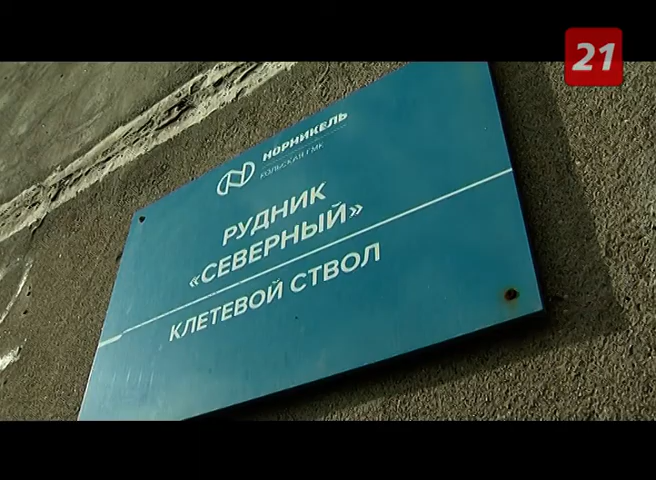 21
НОРНИКЕЛЬ
КОЛЬСКАЯ ГМК
РУДНИК
«СЕВЕРНЫЙ»
КЛЕТЕВОЙ СТВОЛ